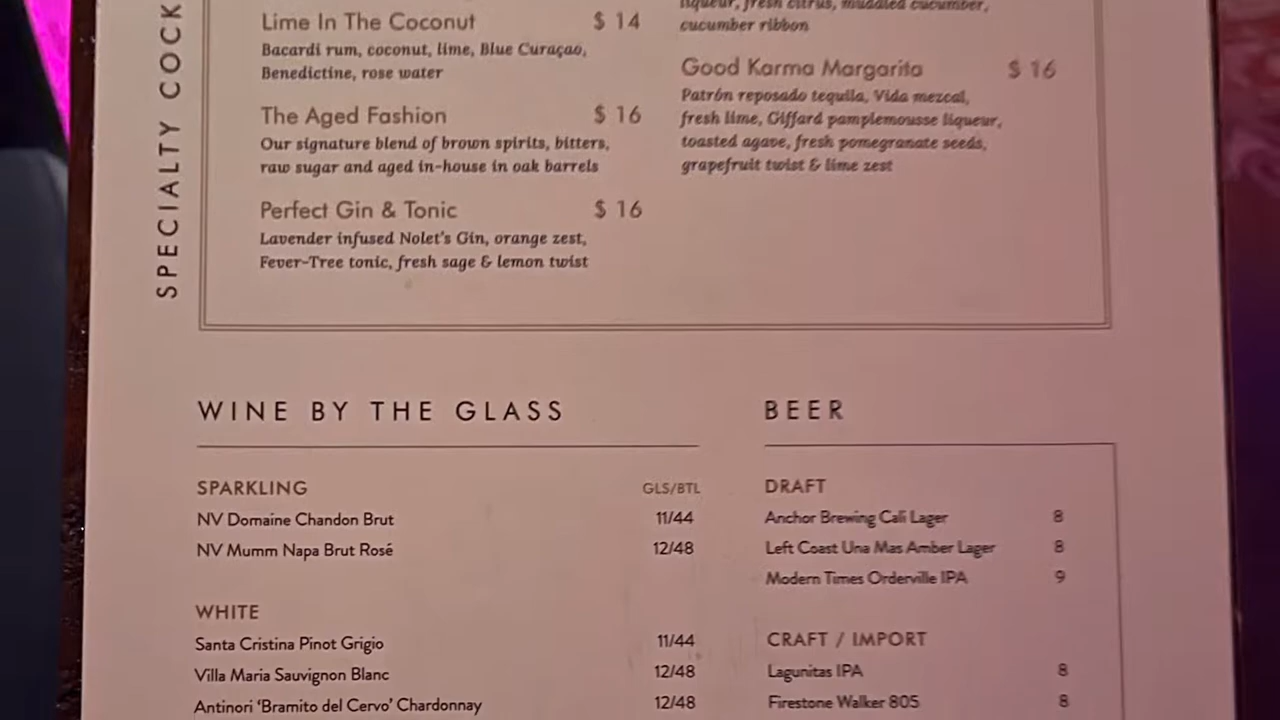 SPECIALTY COCK
Lime In The Coconut $ 14
Bacardi rum, coconut, lime, Blue Curaçao,
Benedictine, rose water
The Aged Fashion $ 16
Our signature blend of brown spirits, bitters,
raw sugar and aged in-house in oak barrels
Perfect Gin & Tonic $ 16
Lavender infused Nolet's Gin, orange zest,
Fever-Tree tonic, fresh sage & lemon twist
liqueur, fresh citrus, muddled cucumber,
cucumber ribbon
Good Karma Margarita $ 16
Patrón reposado tequila, Vida mezcal,
fresh lime, Giffard pamplemousse liqueur,
toasted agave, fresh pomegranate seeds,
grapefruit twist & lime zest
WINE BY THE GLASS
SPARKLING GLS/BTL
NV Domaine Chandon Brut 11/44
NV Mumm Napa Brut Rosé 12/48
WHITE
Santa Cristina Pinot Grigio 11/44
Villa Maria Sauvignon Blanc 12/48
Antinori ‘Bramito del Cervo’ Chardonnay 12/48
BEER
DRAFT
Anchor Brewing Cali Lager 8
Left Coast Una Mas Amber Lager 8
Modern Times Orderville IPA 9
CRAFT / IMPORT
Lagunitas IPA 8
Firestone Walker 805 8